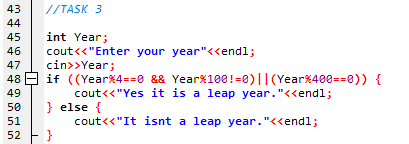 43 //TASK 3
44
45 int Year;
46 cout<<"Enter your year"<<endl;
47 cin>>Year;
48 if ((Year%4==0 && Year%100!=0)||(Year%400==0)) {
49     cout<<"Yes it is a leap year."<<endl;
50 } else {
51     cout<<"It isnt a leap year."<<endl;
52 }